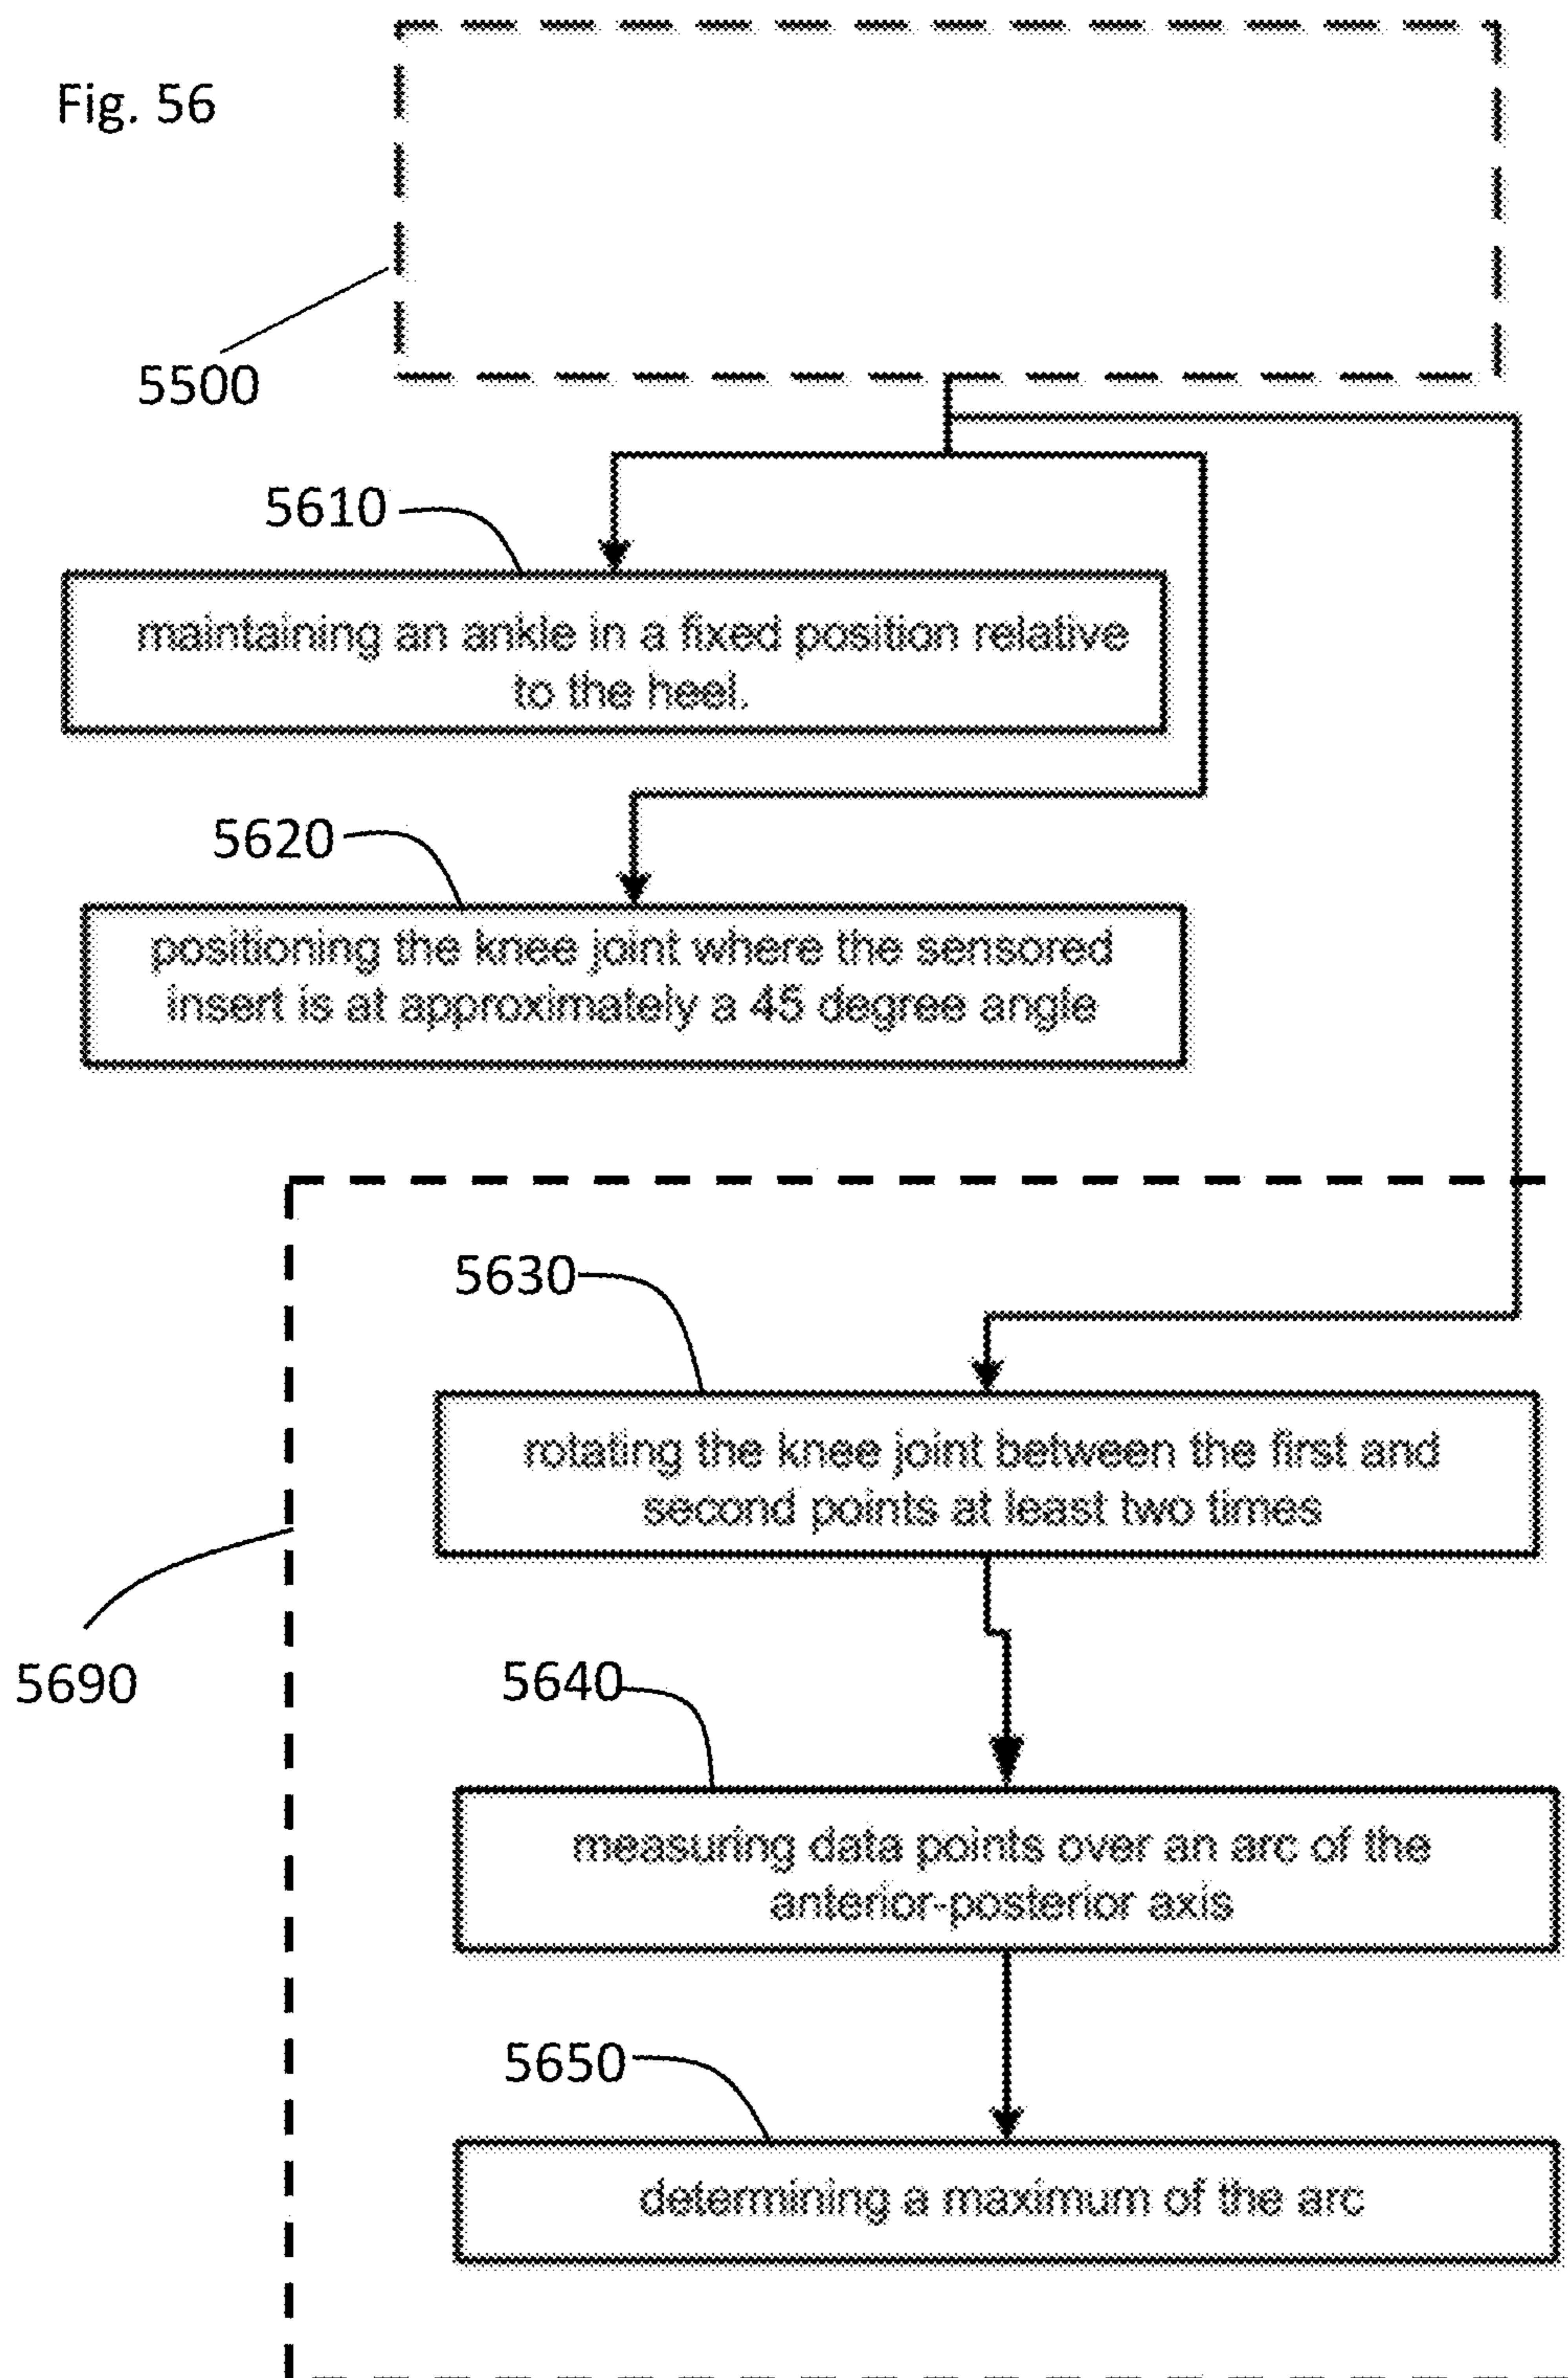 Fig. 56
5500
5610
maintaining an ankle in a fixed position relative
to the heel.
5620
positioning the knee joint where the sensored
insert is at approximately a 45 degree angle
5630
rotating the knee joint between the first and
second points at least two times
5690
5640
measuring data points over an arc of the
anterior-posterior axis
5650
determining a maximum of the arc